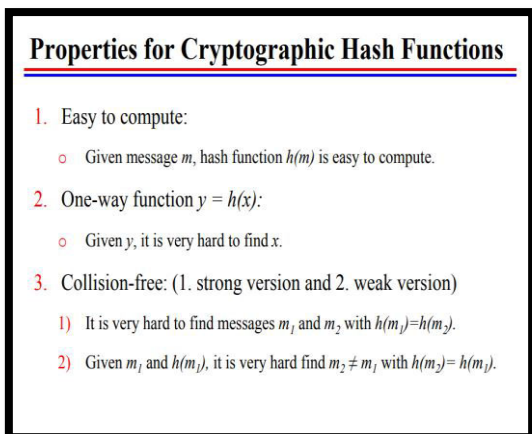 Properties for Cryptographic Hash Functions
1. Easy to compute:
o Given message m, hash function h(m) is easy to compute.
2. One-way function y = h(x):
o Given y, it is very hard to find x.
3. Collision-free: (1. strong version and 2. weak version)
1) It is very hard to find messages m₁ and m₂ with h(m₁)=h(m₂).
2) Given m₁ and h(m₁), it is very hard find m₂ ≠ m₁ with h(m₂)= h(m₁).